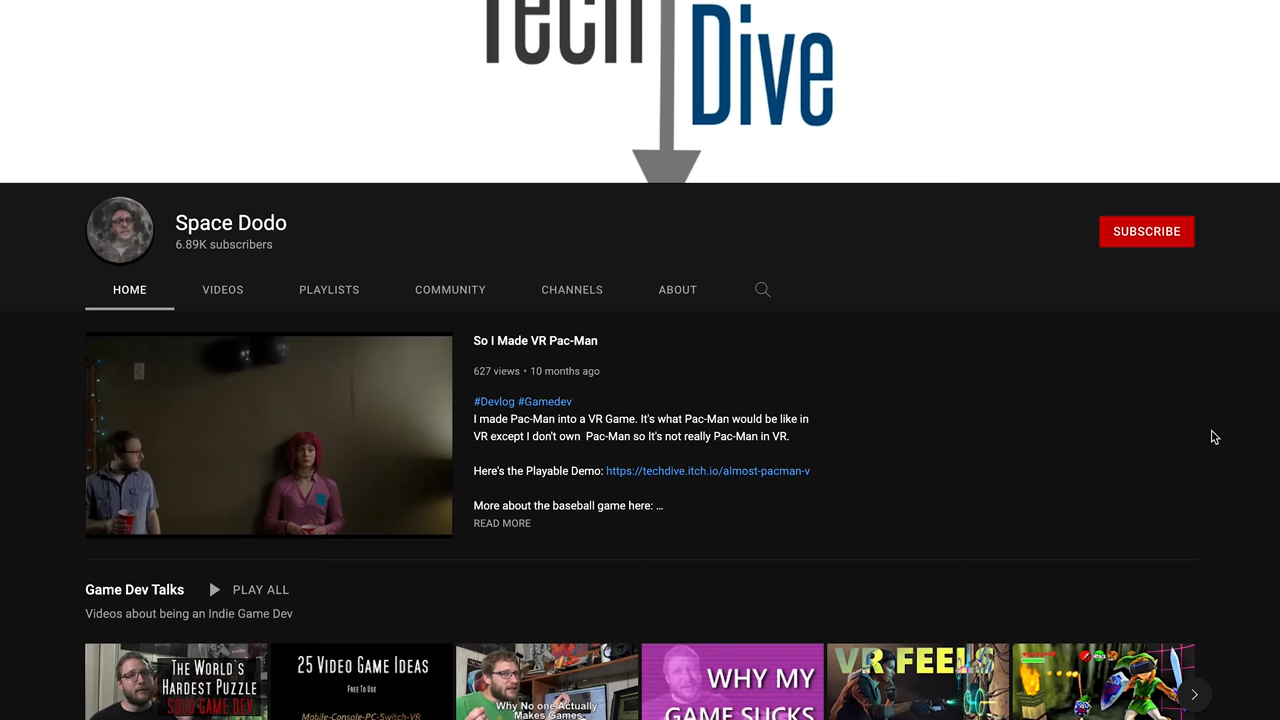 Tech
Dive
Space Dodo
6.89K subscribers
SUBSCRIBE
HOME VIDEOS PLAYLISTS COMMUNITY CHANNELS ABOUT
So I Made VR Pac-Man
627 views • 10 months ago
#Devlog #Gamedev
I made Pac-Man into a VR Game. It's what Pac-Man would be like in
VR except I don't own Pac-Man so It's not really Pac-Man in VR.
Here's the Playable Demo: https://techdive.itch.io/almost-pacman-v
More about the baseball game here: ...
READ MORE
Game Dev Talks PLAY ALL
Videos about being an Indie Game Dev
THE WORLD'S
HARDEST PUZZLE
SOLO GAME DEV
25 VIDEO GAME IDEAS
FREE TO USE
Mobile-Console-PC-Switch-VR
Why No one Actually
Makes Games
WHY MY
GAME SUCKS
VR FEELS